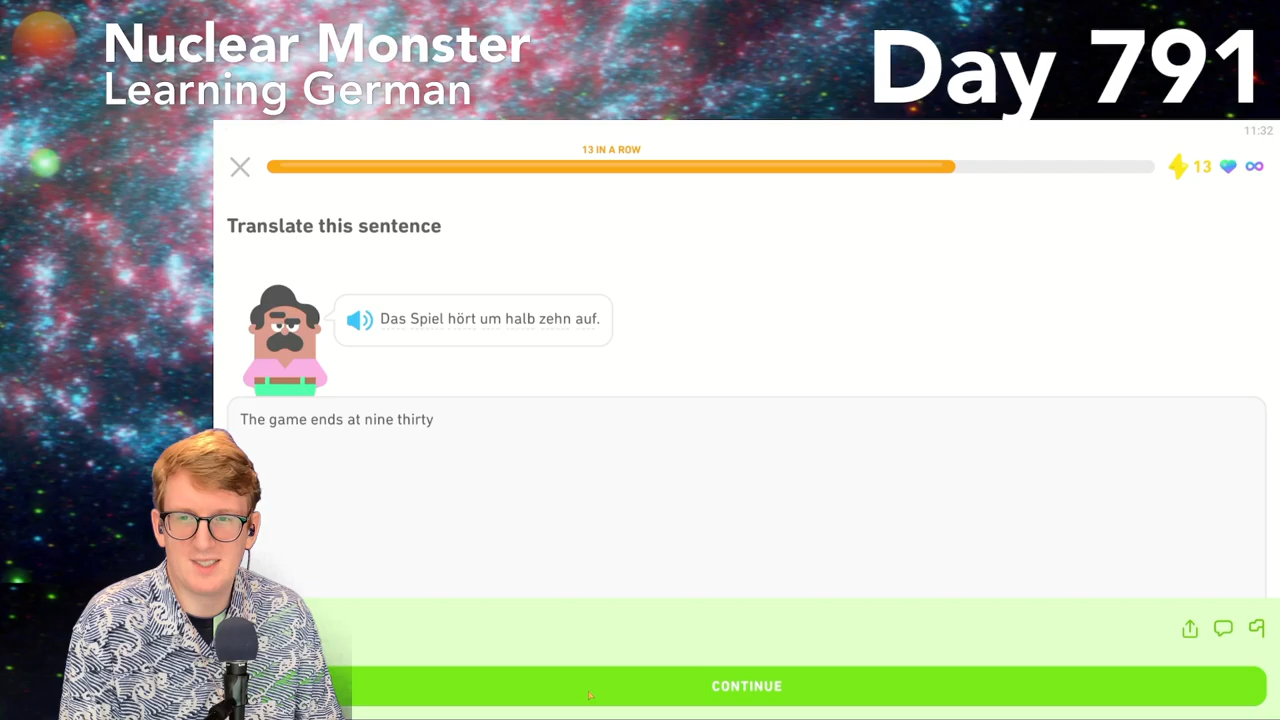 Nuclear Monster
Learning German
Day 791
11:32
13 IN A ROW
13
Translate this sentence
Das Spiel hört um halb zehn auf.
The game ends at nine thirty
CONTINUE